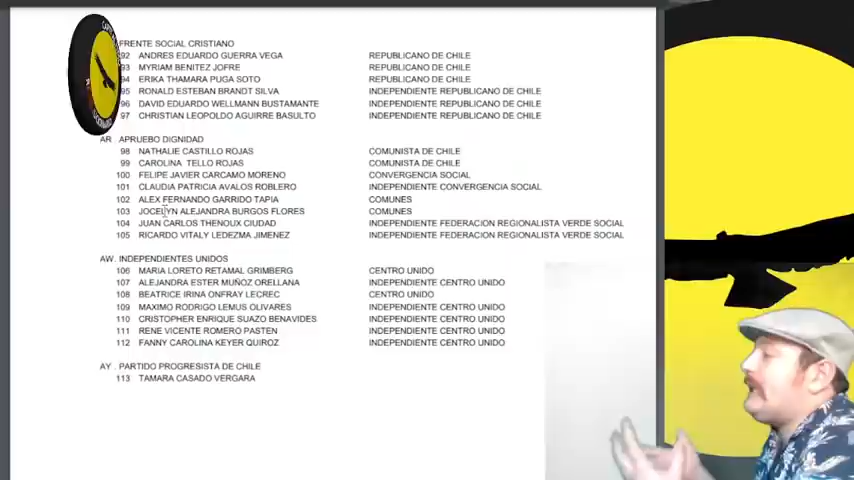 FRENTE SOCIAL CRISTIANO
92 ANDRES EDUARDO GUERRA VEGA REPUBLICANO DE CHILE
93 MYRIAM BENITEZ JOFRE REPUBLICANO DE CHILE
94 ERIKA THAMARA PUGA SOTO REPUBLICANO DE CHILE
95 RONALD ESTEBAN BRANDT SILVA INDEPENDIENTE REPUBLICANO DE CHILE
96 DAVID EDUARDO WELLMANN BUSTAMANTE INDEPENDIENTE REPUBLICANO DE CHILE
97 CHRISTIAN LEOPOLDO AGUIRRE BASULTO INDEPENDIENTE REPUBLICANO DE CHILE
AR . APRUEBO DIGNIDAD
98 NATHALIE CASTILLO ROJAS COMUNISTA DE CHILE
99 CAROLINA TELLO ROJAS COMUNISTA DE CHILE
100 FELIPE JAVIER CARCAMO MORENO CONVERGENCIA SOCIAL
101 CLAUDIA PATRICIA AVALOS ROBLERO INDEPENDIENTE CONVERGENCIA SOCIAL
102 ALEX FERNANDO GARRIDO TAPIA COMUNES
103 JOCELYN ALEJANDRA BURGOS FLORES COMUNES
104 JUAN CARLOS THENOUX CIUDAD INDEPENDIENTE FEDERACION REGIONALISTA VERDE SOCIAL
105 RICARDO VITALY LEDEZMA JIMENEZ INDEPENDIENTE FEDERACION REGIONALISTA VERDE SOCIAL
AW . INDEPENDIENTES UNIDOS
106 MARIA LORETO RETAMAL GRIMBERG CENTRO UNIDO
107 ALEJANDRA ESTER MUÑOZ ORELLANA INDEPENDIENTE CENTRO UNIDO
108 BEATRICE IRINA ONFRAY LECREC CENTRO UNIDO
109 MAXIMO RODRIGO LEMUS OLIVARES INDEPENDIENTE CENTRO UNIDO
110 CRISTOPHER ENRIQUE SUAZO BENAVIDES INDEPENDIENTE CENTRO UNIDO
111 RENE VICENTE ROMERO PASTEN INDEPENDIENTE CENTRO UNIDO
112 FANNY CAROLINA KEYER QUIROZ INDEPENDIENTE CENTRO UNIDO
AY . PARTIDO PROGRESISTA DE CHILE
113 TAMARA CASADO VERGARA